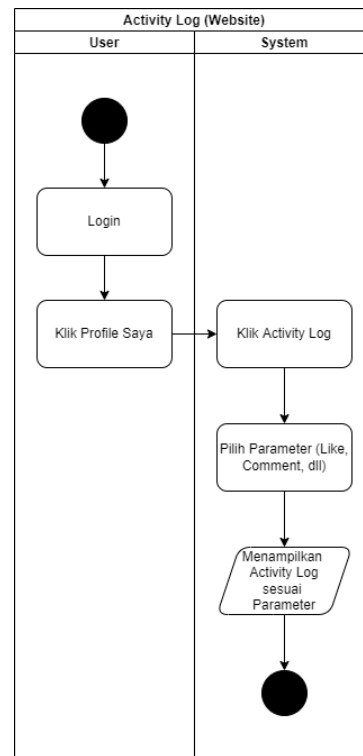 Activity Log (Website)
User
System
Login
Klik Profile Saya
Klik Activity Log
Pilih Parameter (Like,
Comment, dll)
Menampilkan
Activity Log
sesuai
Parameter